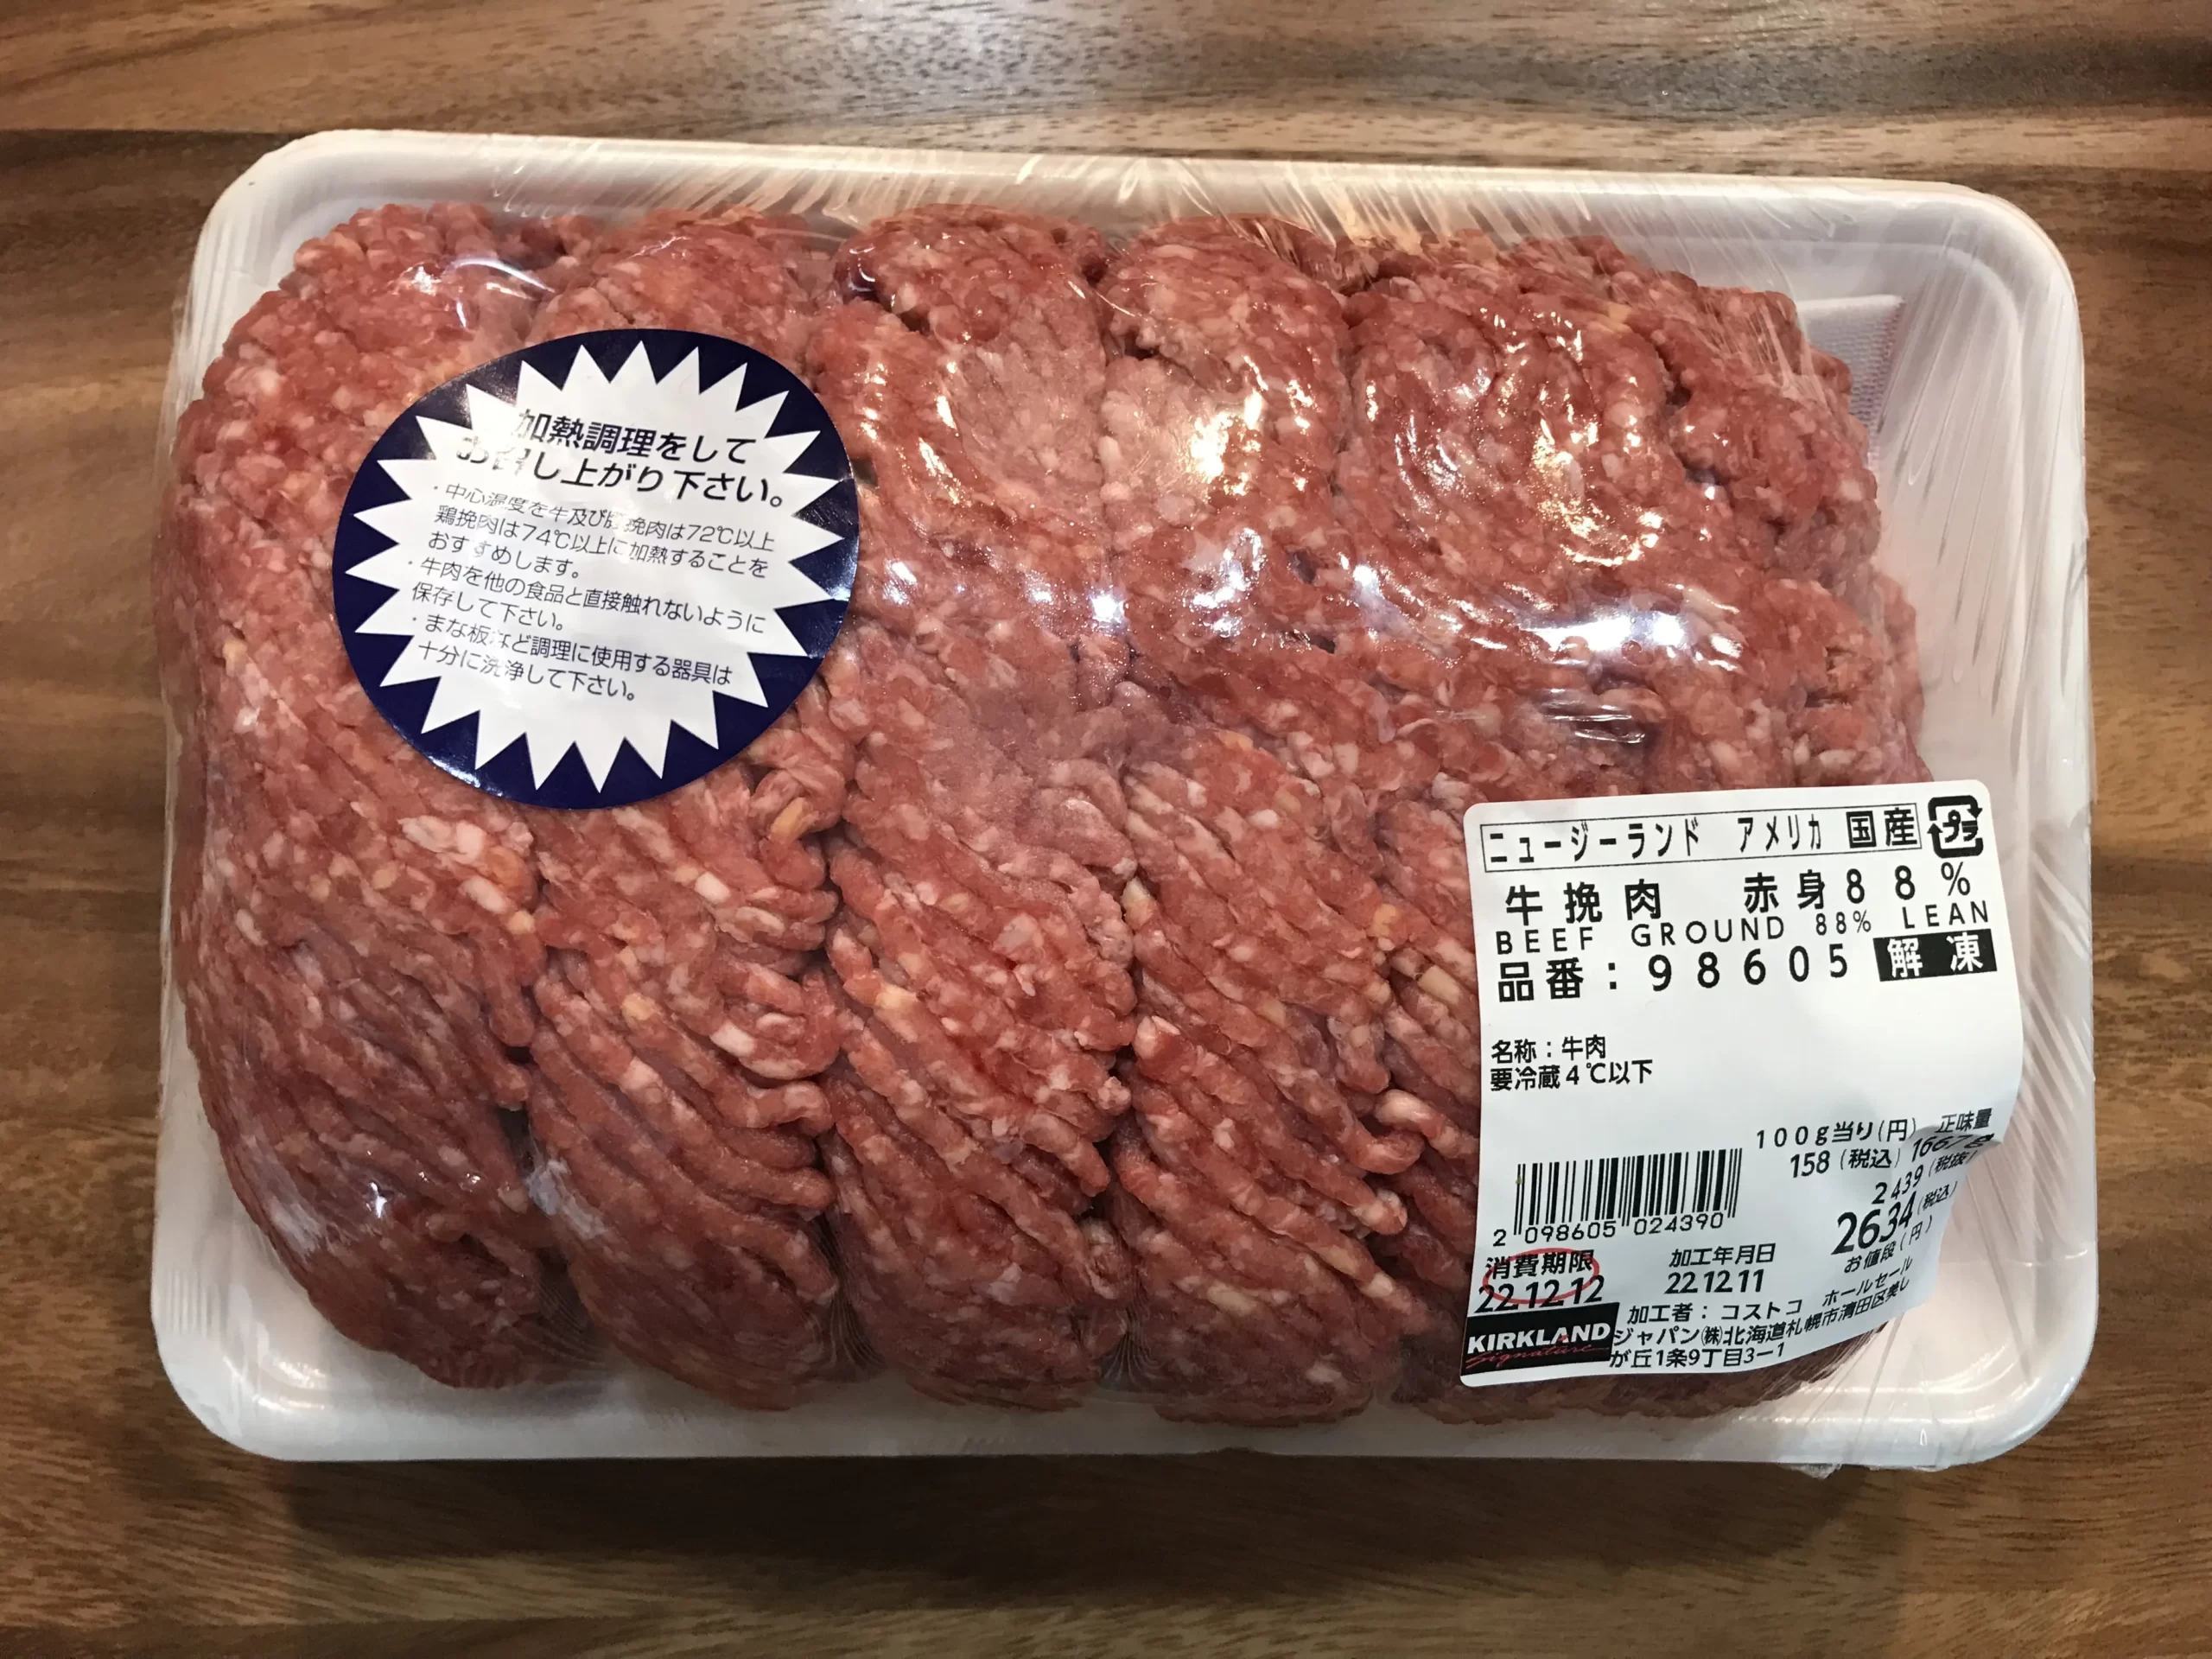 加熱調理をして
お召し上がり下さい。
・中心温度を牛及び豚挽肉は72℃以上
鶏挽肉は74℃以上に加熱することを
おすすめします。
・牛肉を他の食品と直接触れないように
保存して下さい。
・まな板など調理に使用する器具は
十分に洗浄して下さい。
ニュージーランド アメリカ 国産 プラ
牛挽肉 赤身88%
BEEF GROUND 88% LEAN
品番:98605 解凍
名称:牛肉
要冷蔵4℃以下
100g当り(円) 正味量
158(税込) 1667g
2439(税抜)
2634(税込)
お値段(円)
2 098605 024390
消費期限 加工年月日
22.12.12 22.12.11
KIRKLAND
Signature
加工者:コストコ ホールセール
ジャパン㈱北海道札幌市清田区美し
が丘1条9丁目3-1